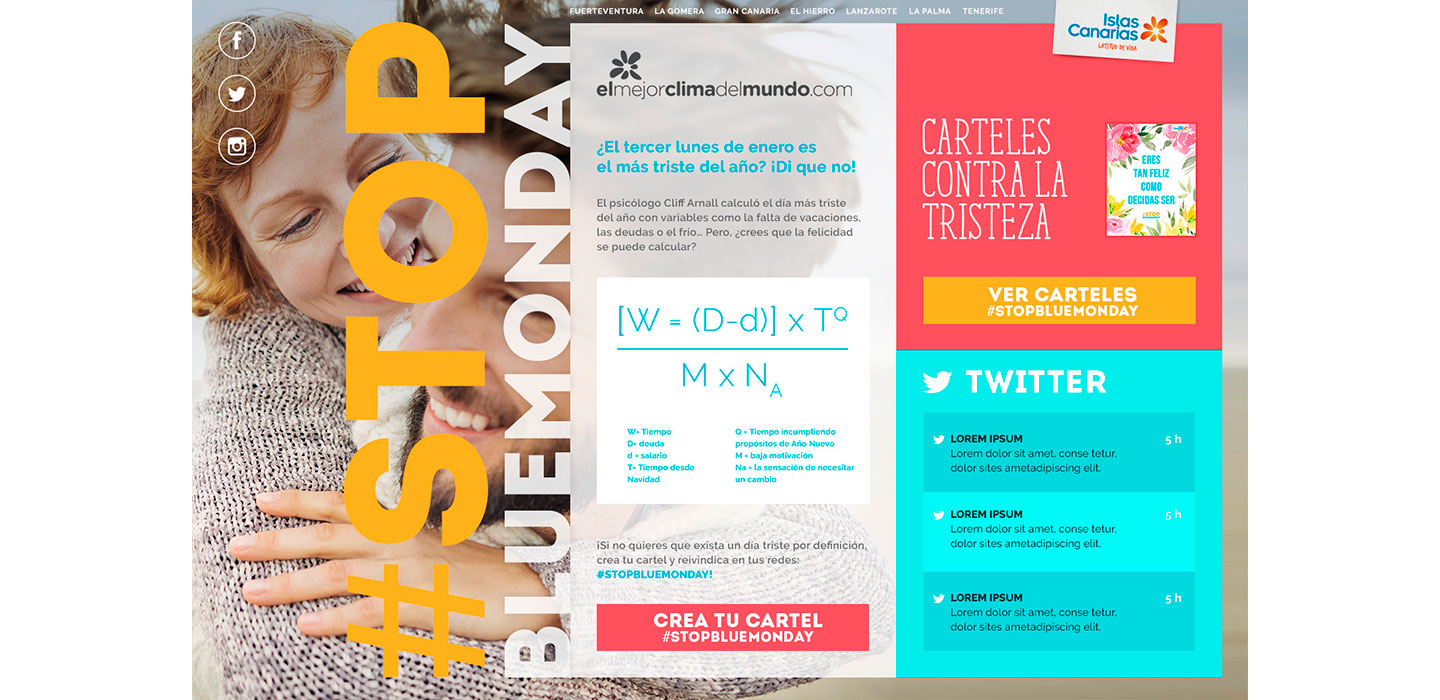 FUERTEVENTURA LA GOMERA GRAN CANARIA EL HIERRO LANZAROTE LA PALMA TENERIFE
Islas
Canarias
LATITUD DE VIDA
#STOP
BLUEMONDAY
elmejorclimadelmundo.com
¿El tercer lunes de enero es
el más triste del año? ¡Di que no!
El psicólogo Cliff Arnall calculó el día más triste
del año con variables como la falta de vacaciones,
las deudas o el frio... Pero, ¿crees que la felicidad
se puede calcular?
[W = (D-d)] x T^Q
M x N_A
W= Tiempo
D= deuda
d = salario
T= Tiempo desde
Navidad
Q = Tiempo incumpliendo
propósitos de Año Nuevo
M = baja motivación
Na = la sensación de necesitar
un cambio
¡Si no quieres que exista un día triste por definición,
crea tu cartel y reivindica en tus redes:
#STOPBLUEMONDAY!
CREA TU CARTEL
#STOPBLUEMONDAY
CARTELES
CONTRA LA
TRISTEZA
ERES
TAN FELIZ
COMO
DECIDAS SER
#STOP
VER CARTELES
#STOPBLUEMONDAY
TWITTER
LOREM IPSUM 5 h
Lorem dolor sit amet, conse tetur,
dolor sites ametadipiscing elit.
LOREM IPSUM 5 h
Lorem dolor sit amet, conse tetur,
dolor sites ametadipiscing elit.
LOREM IPSUM 5 h
Lorem dolor sit amet, conse tetur,
dolor sites ametadipiscing elit.